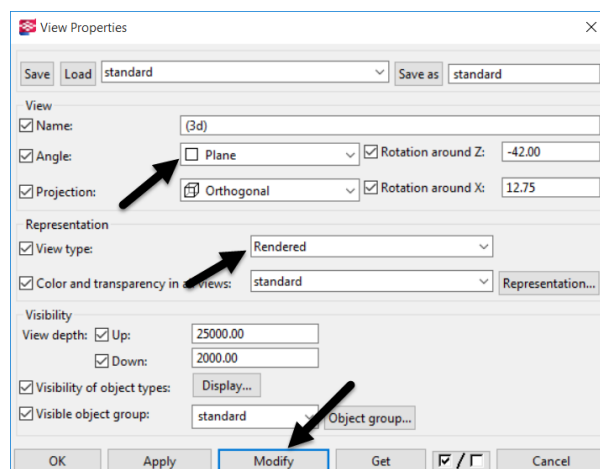 View Properties
Save Load standard Save as standard
View
Name: (3d)
Angle: Plane Rotation around Z: -42.00
Projection: Orthogonal Rotation around X: 12.75
Representation
View type: Rendered
Color and transparency in a views: standard Representation...
Visibility
View depth: Up: 25000.00
Down: 2000.00
Visibility of object types: Display...
Visible object group: standard Object group...
OK Apply Modify Get / Cancel